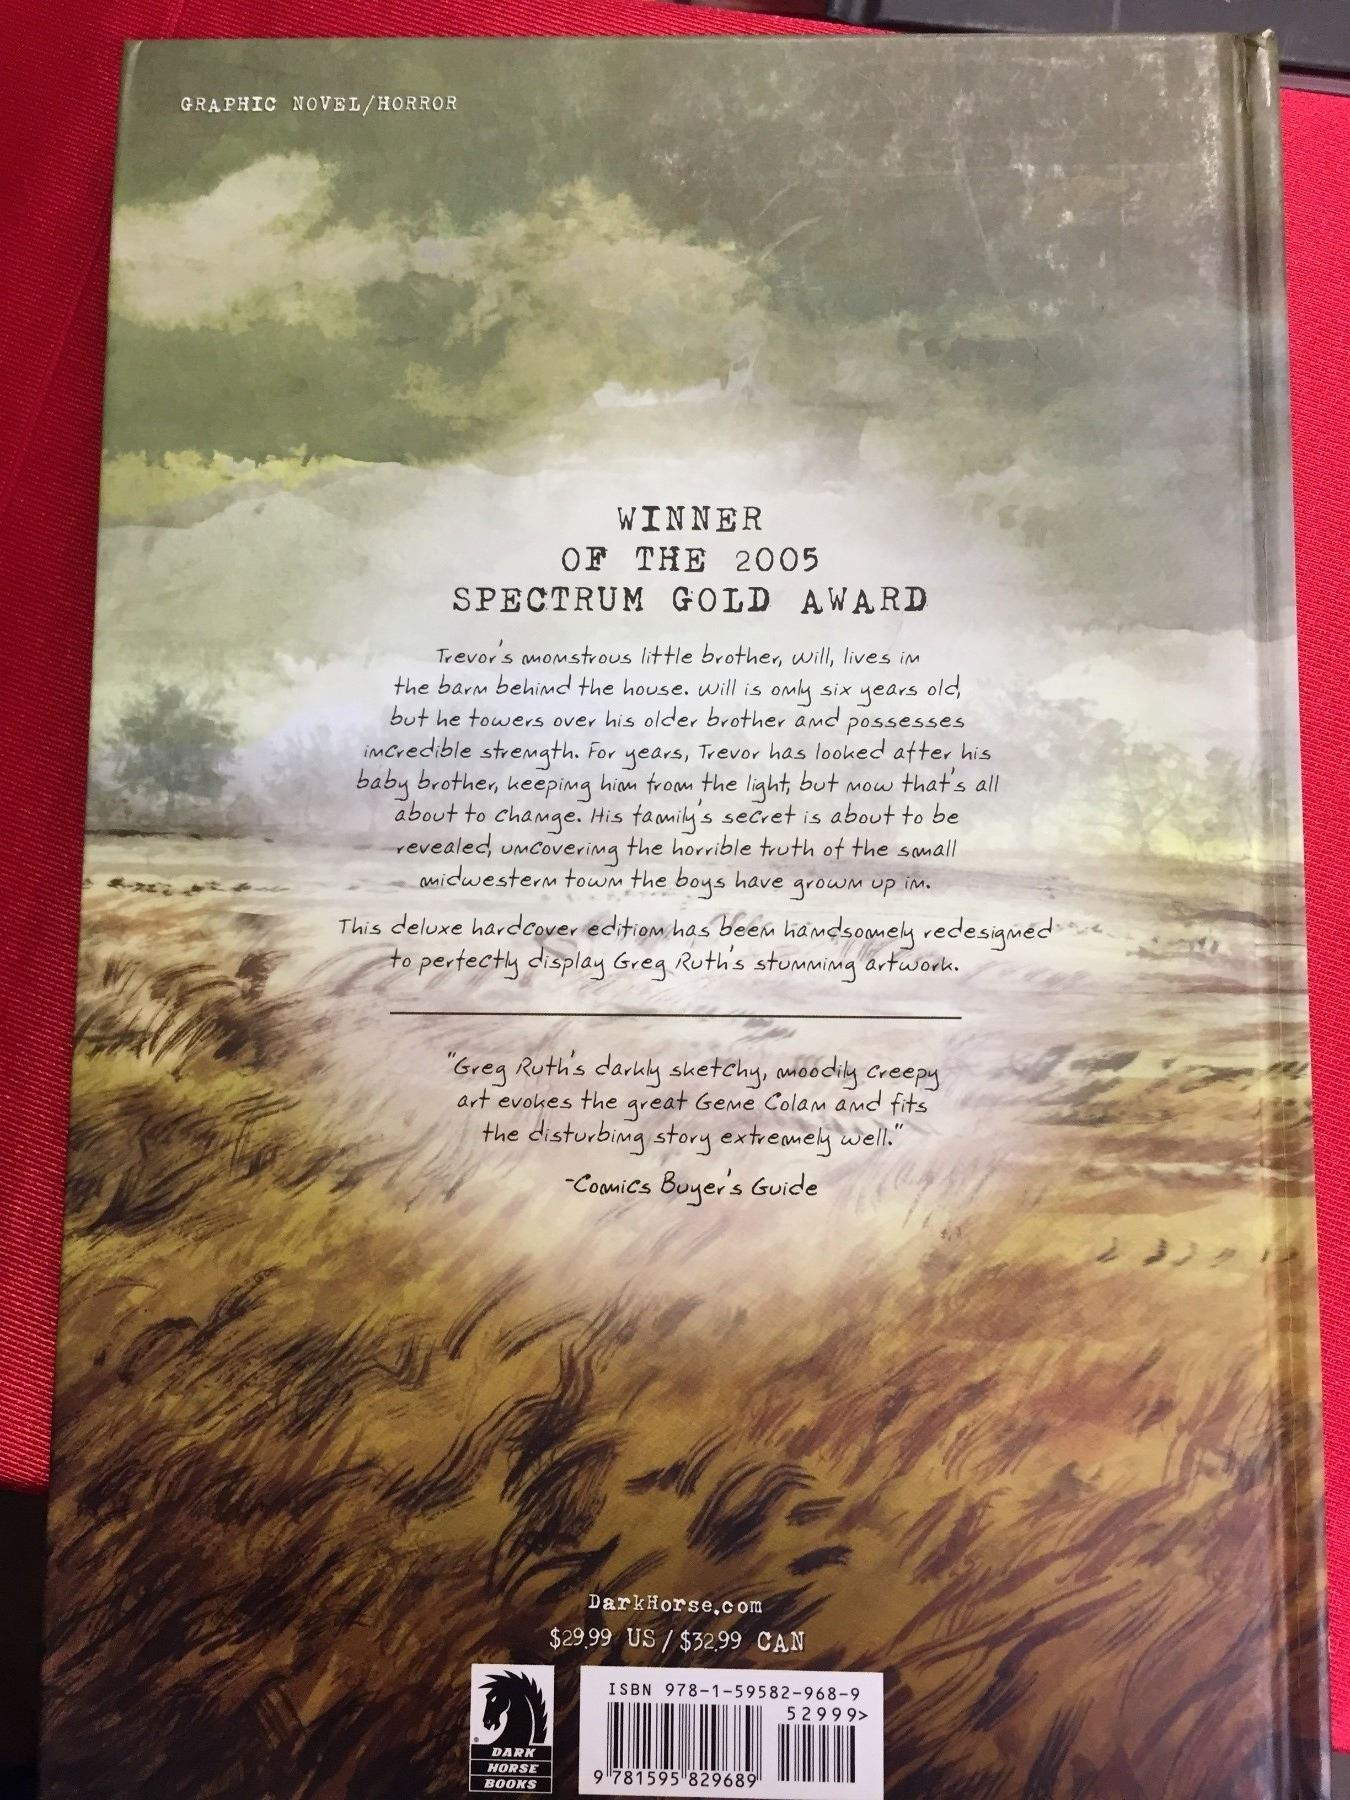 GRAPHIC NOVEL/HORROR
WINNER
OF THE 2005
SPECTRUM GOLD AWARD
Trevor's monstrous little brother, Will, lives in
the barn behind the house. Will is only six years old,
but he towers over his older brother and possesses
incredible strength. For years, Trevor has looked after his
baby brother, keeping him from the light, but now that's all
about to change. His family's secret is about to be
revealed, uncovering the horrible truth of the small
midwestern town the boys have grown up in.
This deluxe hardcover edition has been handsomely redesigned
to perfectly display Greg Ruth's stunning artwork.
"Greg Ruth's darkly sketchy, moodily creepy
art evokes the great Gene Colan and fits
the disturbing story extremely well."
-Comics Buyer's Guide
DarkHorse.com
$29.99 US / $32.99 CAN
DARK
HORSE
BOOKS
ISBN 978-1-59582-968-9
52999>
9 781595 829689